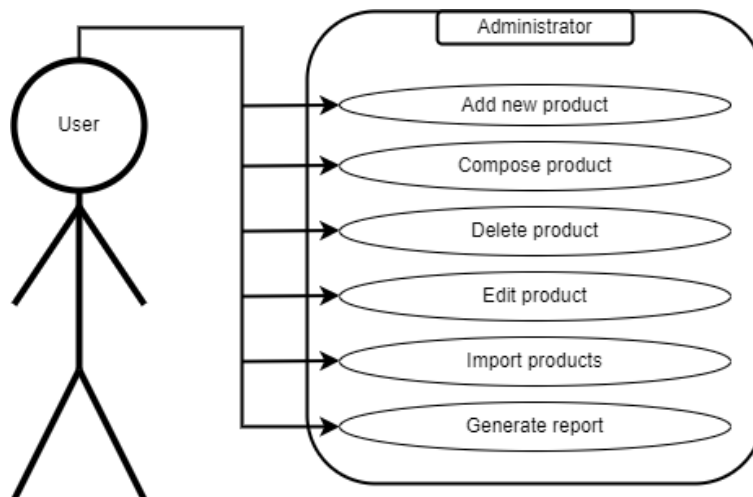 Administrator
User
Add new product
Compose product
Delete product
Edit product
Import products
Generate report